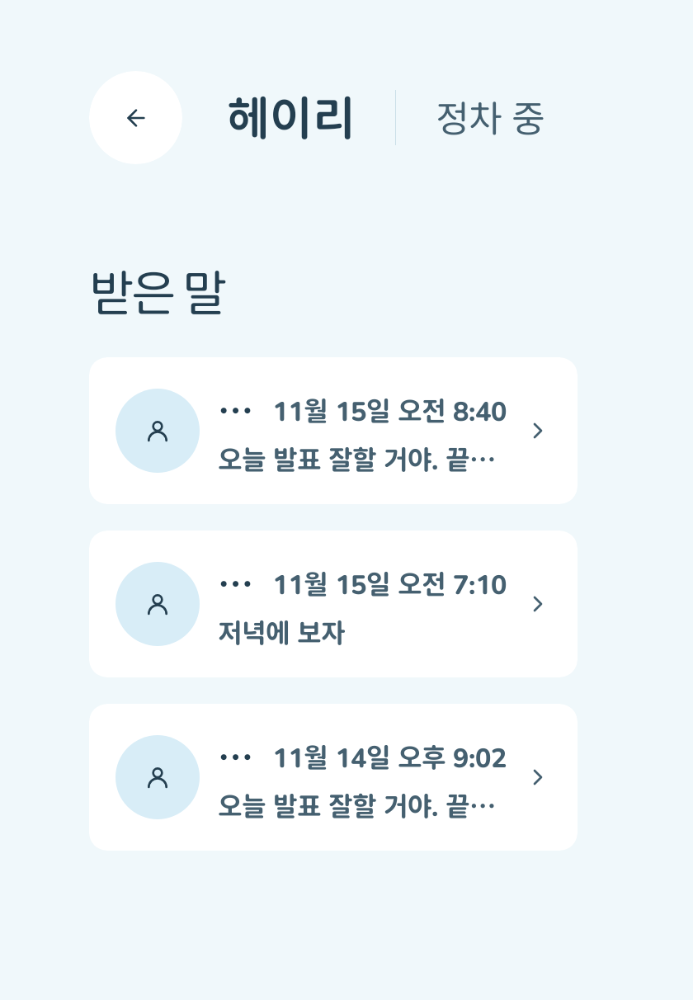 헤이리
정차 중
받은 말
… 11월 15일 오전 8:40
오늘 발표 잘할 거야. 끝…
… 11월 15일 오전 7:10
저녁에 보자
… 11월 14일 오후 9:02
오늘 발표 잘할 거야. 끝…